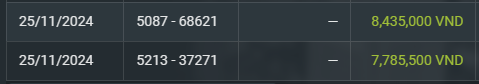 25/11/2024 5087 - 68621 — 8,435,000 VND
25/11/2024 5213 - 37271 — 7,785,500 VND